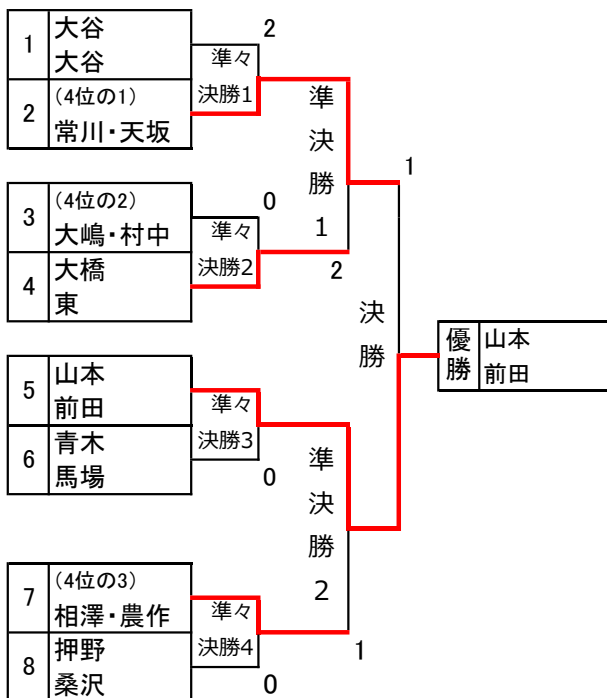 1 大谷
大谷
2 (4位の1)
常川・天坂
2
準々
決勝1
3 (4位の2)
大嶋・村中
4 大橋
東
0
準々
決勝2
準決勝1
2
1
5 山本
前田
6 青木
馬場
準々
決勝3
0
7 (4位の3)
相澤・農作
8 押野
桑沢
準々
決勝4
0
準決勝2
1
決勝
優勝 山本
前田